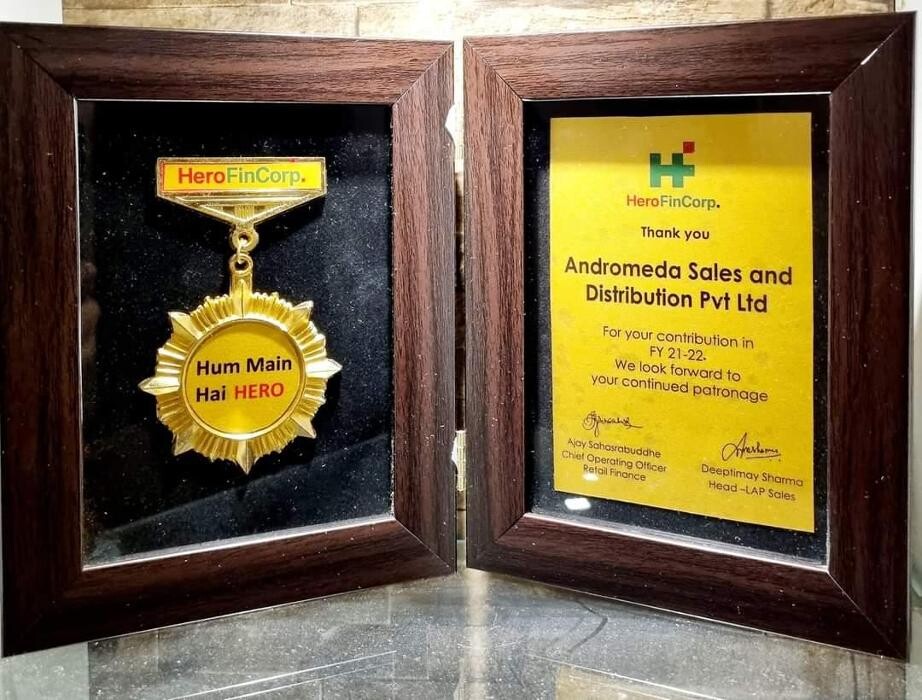 HeroFinCorp.
Hum Main
Hai HERO
HeroFinCorp.
Thank you
Andromeda Sales and
Distribution Pvt Ltd
For your contribution in
FY 21-22.
We look forward to
your continued patronage
Ajay Sahasrabuddhe
Chief Operating Officer
Retail Finance
Deeptimay Sharma
Head –LAP Sales